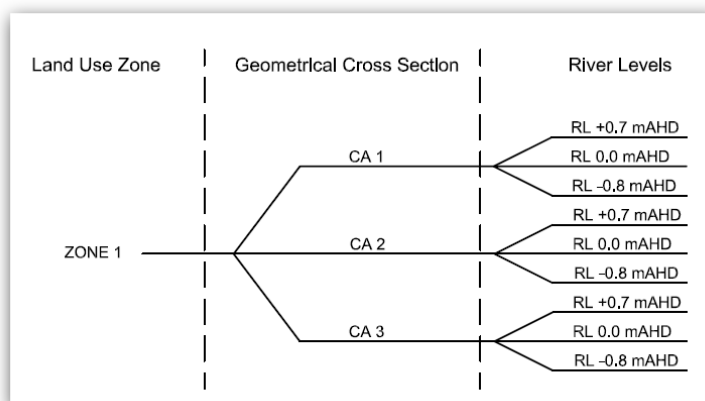 Land Use Zone Geometrical Cross Section River Levels
RL +0.7 mAHD
CA 1 RL 0.0 mAHD
RL -0.8 mAHD
RL +0.7 mAHD
ZONE 1 CA 2 RL 0.0 mAHD
RL -0.8 mAHD
RL +0.7 mAHD
CA 3 RL 0.0 mAHD
RL -0.8 mAHD